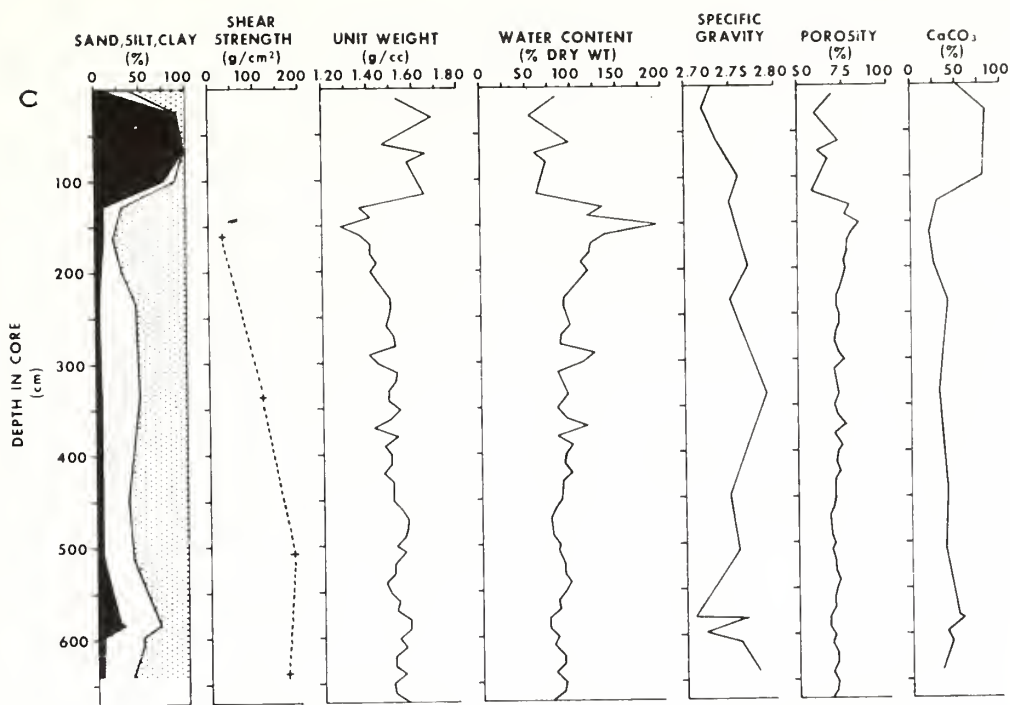 C
SAND, SILT, CLAY
(%)
0 50 100
SHEAR
STRENGTH
(g/cm²)
0 100 200
UNIT WEIGHT
(g/cc)
1.20 1.40 1.60 1.80
WATER CONTENT
(% DRY WT)
0 50 100 150 200
SPECIFIC
GRAVITY
2.70 2.75 2.80
POROSITY
50 75 100
CaCO₃
(%)
0 50 100
DEPTH IN CORE
(cm)
100
200
300
400
500
600